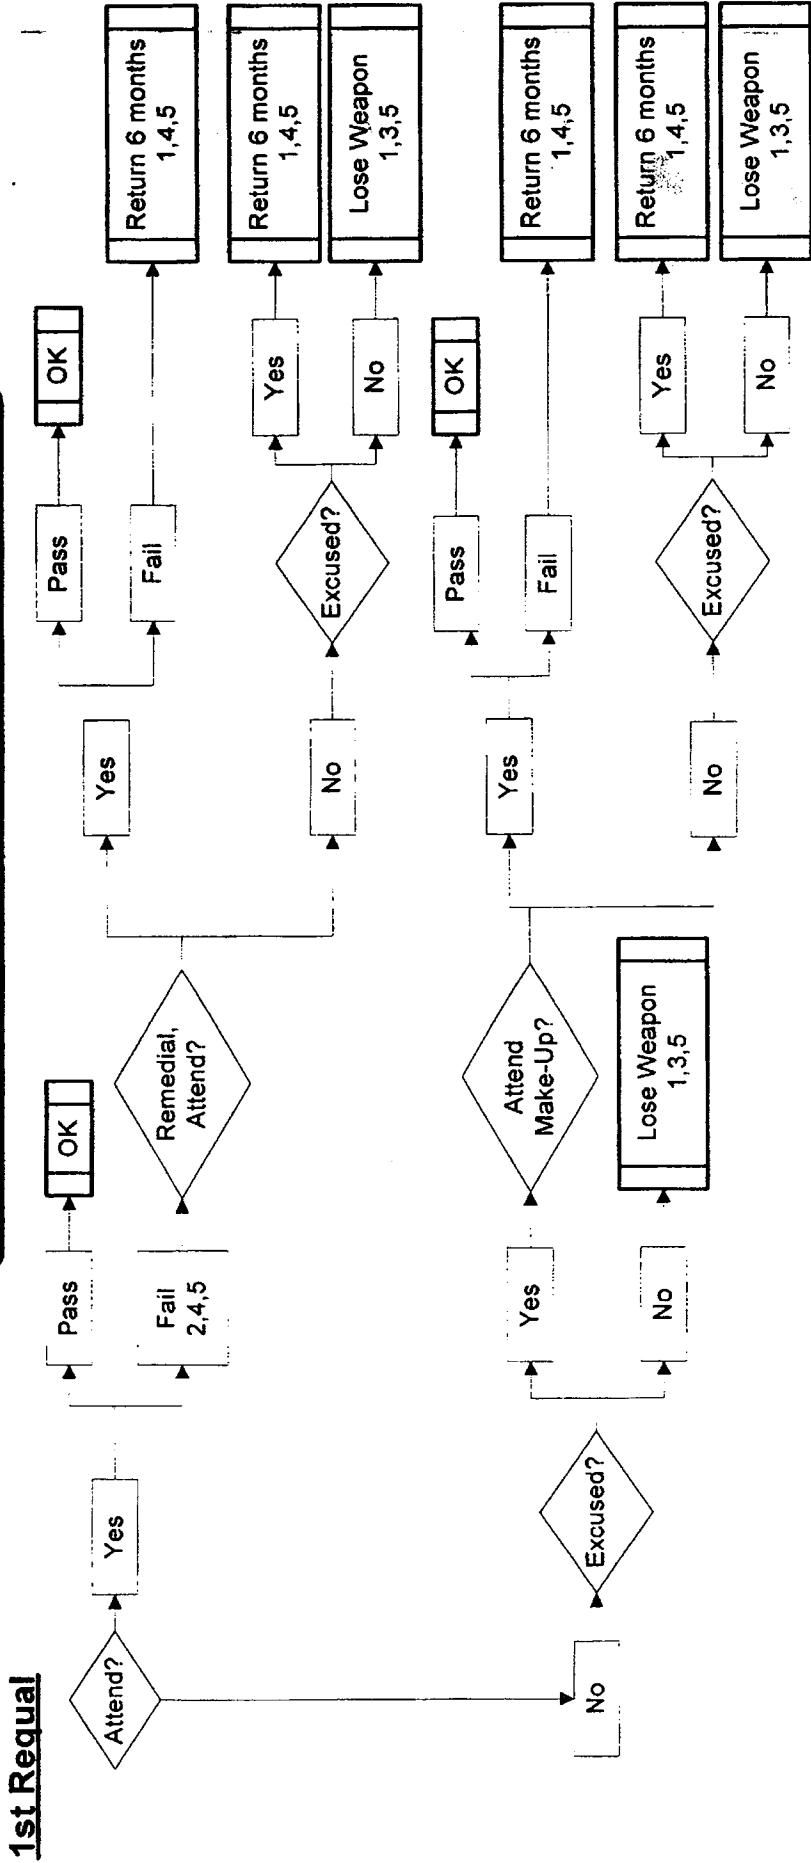 1st Requal
Attend?
Yes
Pass
OK
Fail
2,4,5
Remedial,
Attend?
Yes
Pass
OK
Fail
Return 6 months
1,4,5
No
Excused?
Yes
Return 6 months
1,4,5
No
Lose Weapon
1,3,5
No
Excused?
Yes
Attend
Make-Up?
Yes
Pass
OK
Fail
Return 6 months
1,4,5
No
Excused?
Yes
Return 6 months
1,4,5
No
Lose Weapon
1,3,5
No
Lose Weapon
1,3,5